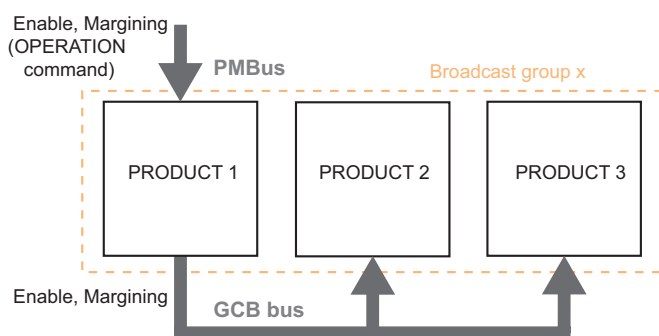 Enable, Margining
(OPERATION
command)
PMBus
Broadcast group x
PRODUCT 1
PRODUCT 2
PRODUCT 3
Enable, Margining
GCB bus